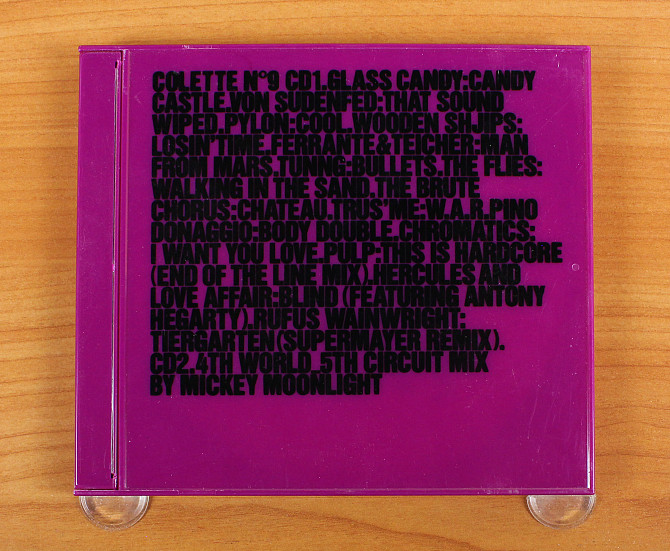 COLETTE N°9 CD1.GLASS CANDY:CANDY
CASTLE.VON SUDENFED:THAT SOUND
WIPED.PYLON:COOL.WOODEN SHJIPS:
LOSIN'TIME.FERRANTE&TEICHER:MAN
FROM MARS.TUNNG:BULLETS.THE FLIES:
WALKING IN THE SAND.THE BRUTE
CHORUS:CHATEAU.TRUS'ME:W.A.R.PINO
DONAGGIO:BODY DOUBLE.CHROMATICS:
I WANT YOU LOVE.PULP:THIS IS HARDCORE
(END OF THE LINE MIX).HERCULES AND
LOVE AFFAIR:BLIND (FEATURING ANTONY
HEGARTY).RUFUS WAINWRIGHT:
TIERGARTEN(SUPERMAYER REMIX).
CD2.4TH WORLD_5TH CIRCUIT MIX
BY MICKEY MOONLIGHT